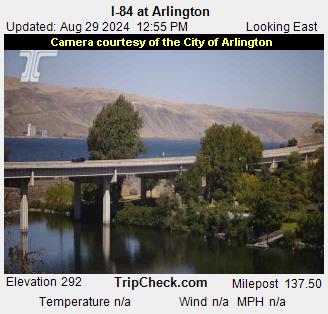 I-84 at Arlington
Updated: Aug 29 2024 12:55 PM Looking East
Camera courtesy of the City of Arlington
Elevation 292 TripCheck.com Milepost 137.50
Temperature n/a Wind n/a MPH n/a